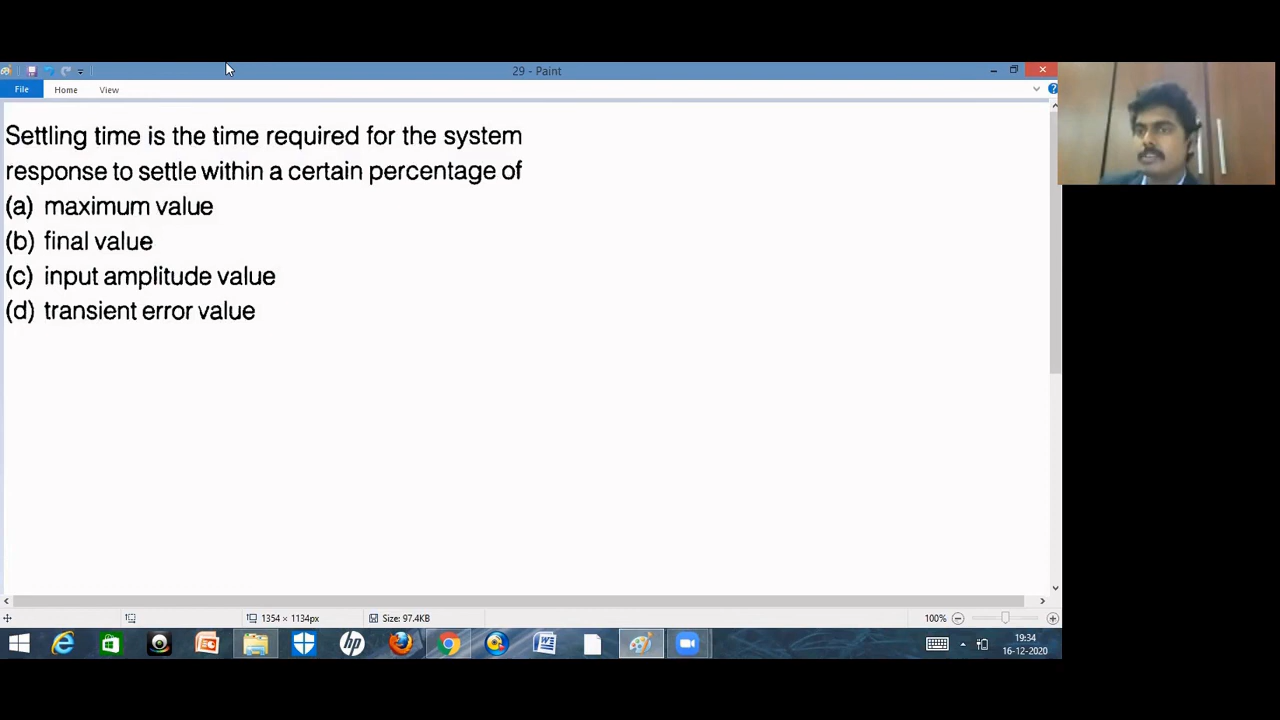 29 - Paint
File Home View
Settling time is the time required for the system
response to settle within a certain percentage of
(a) maximum value
(b) final value
(c) input amplitude value
(d) transient error value
1354 × 1134px Size: 97.4KB 100%
19:34
16-12-2020